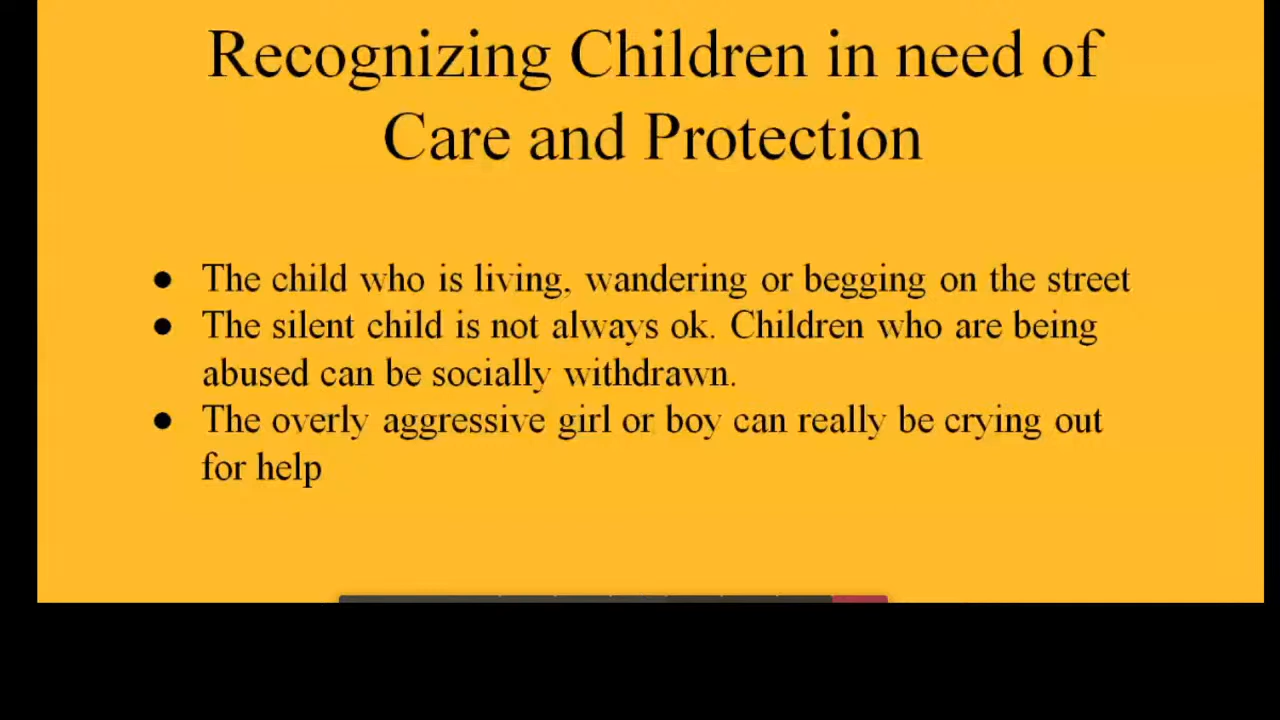 Recognizing Children in need of
Care and Protection
● The child who is living, wandering or begging on the street
● The silent child is not always ok. Children who are being
abused can be socially withdrawn.
● The overly aggressive girl or boy can really be crying out
for help